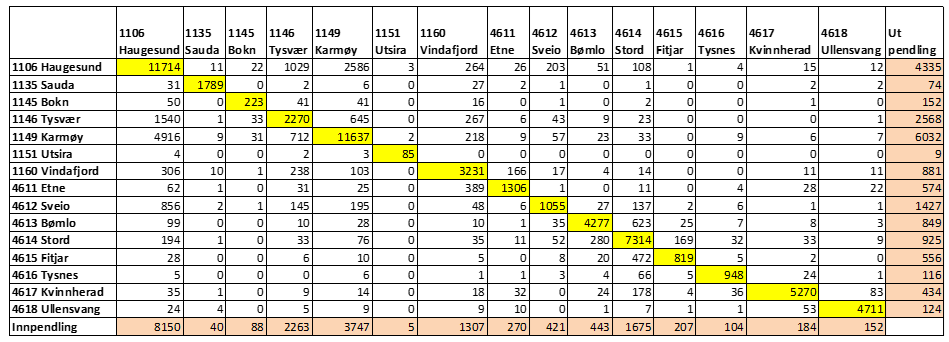 1106 Haugesund 1135 Sauda 1145 Bokn 1146 Tysvær 1149 Karmøy 1151 Utsira 1160 Vindafjord 4611 Etne 4612 Sveio 4613 Bømlo 4614 Stord 4615 Fitjar 4616 Tysnes 4617 Kvinnherad 4618 Ullensvang Ut pendling
1106 Haugesund 11714 11 22 1029 2586 3 264 26 203 51 108 1 4 15 12 4335
1135 Sauda 31 1789 0 2 6 0 27 2 1 0 1 0 0 2 2 74
1145 Bokn 50 0 223 41 41 0 16 0 1 0 2 0 0 1 0 152
1146 Tysvær 1540 1 33 2270 645 0 267 6 43 9 23 0 0 1 0 2568
1149 Karmøy 4916 9 31 712 11637 2 218 9 57 23 33 0 9 6 7 6032
1151 Utsira 4 0 0 2 3 85 0 0 0 0 0 0 0 0 0 9
1160 Vindafjord 306 10 1 238 103 0 3231 166 17 4 14 0 0 11 11 881
4611 Etne 62 1 0 31 25 0 389 1306 1 0 11 0 4 28 22 574
4612 Sveio 856 2 1 145 195 0 48 6 1055 27 137 2 6 1 1 1427
4613 Bømlo 99 0 0 10 28 0 10 1 35 4277 623 25 7 8 3 849
4614 Stord 194 1 0 33 76 0 35 11 52 280 7314 169 32 33 9 925
4615 Fitjar 28 0 0 6 10 0 5 0 8 20 472 819 5 2 0 556
4616 Tysnes 5 0 0 0 6 0 1 1 3 4 66 5 948 24 1 116
4617 Kvinnherad 35 1 0 9 14 0 18 32 0 24 178 4 36 5270 83 434
4618 Ullensvang 24 4 0 5 9 0 9 10 0 1 7 1 1 53 4711 124
Innpendling 8150 40 88 2263 3747 5 1307 270 421 443 1675 207 104 184 152